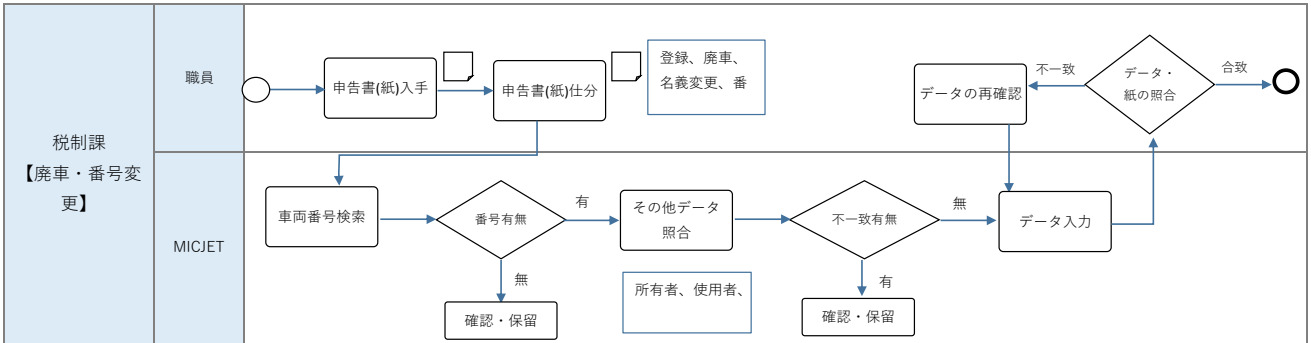 税制課
【廃車・番号変
更】
職員
申告書(紙)入手
申告書(紙)仕分
登録、廃車、
名義変更、番
データの再確認
不一致
データ・
紙の照合
合致
MICJET
車両番号検索
番号有無
有
無
確認・保留
その他データ
照合
所有者、使用者、
不一致有無
無
有
確認・保留
データ入力